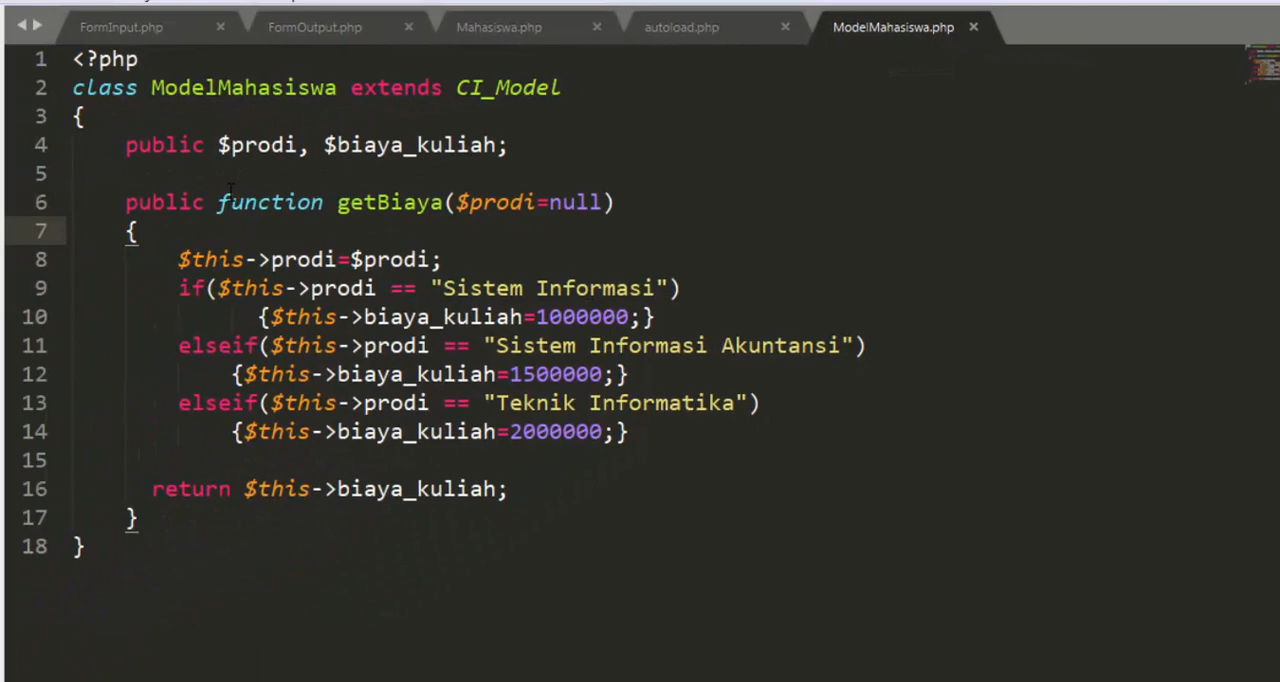 FormInput.php × FormOutput.php × Mahasiswa.php × autoload.php × ModelMahasiswa.php ×
1 <?php
2 class ModelMahasiswa extends CI_Model
3 {
4     public $prodi, $biaya_kuliah;
5
6     public function getBiaya($prodi=null)
7     {
8         $this->prodi=$prodi;
9         if($this->prodi == "Sistem Informasi")
10               {$this->biaya_kuliah=1000000;}
11         elseif($this->prodi == "Sistem Informasi Akuntansi")
12             {$this->biaya_kuliah=1500000;}
13         elseif($this->prodi == "Teknik Informatika")
14             {$this->biaya_kuliah=2000000;}
15
16       return $this->biaya_kuliah;
17     }
18 }